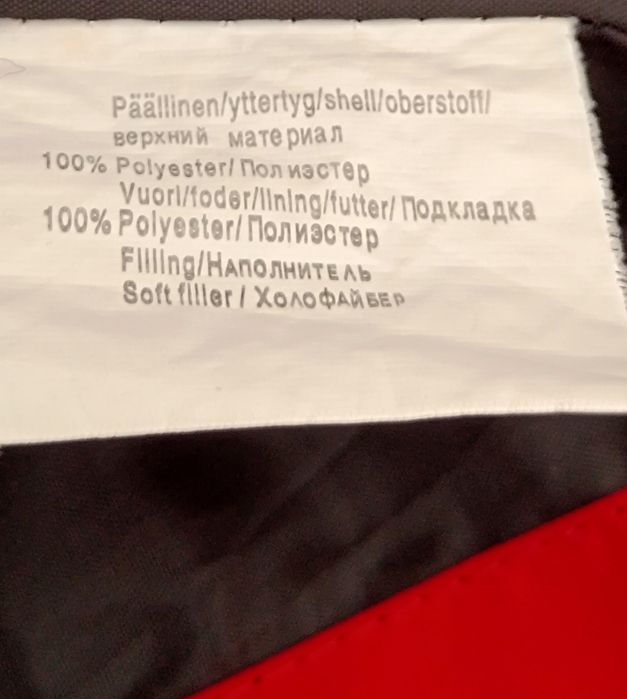 Päällinen/yttertyg/shell/oberstoff/
верхний материал
100% Polyester/ Полиэстер
Vuori/foder/lining/futter/ Подкладка
100% Polyester/ Полиэстер
Filling/Наполнитель
Soft filler / Холофайбер